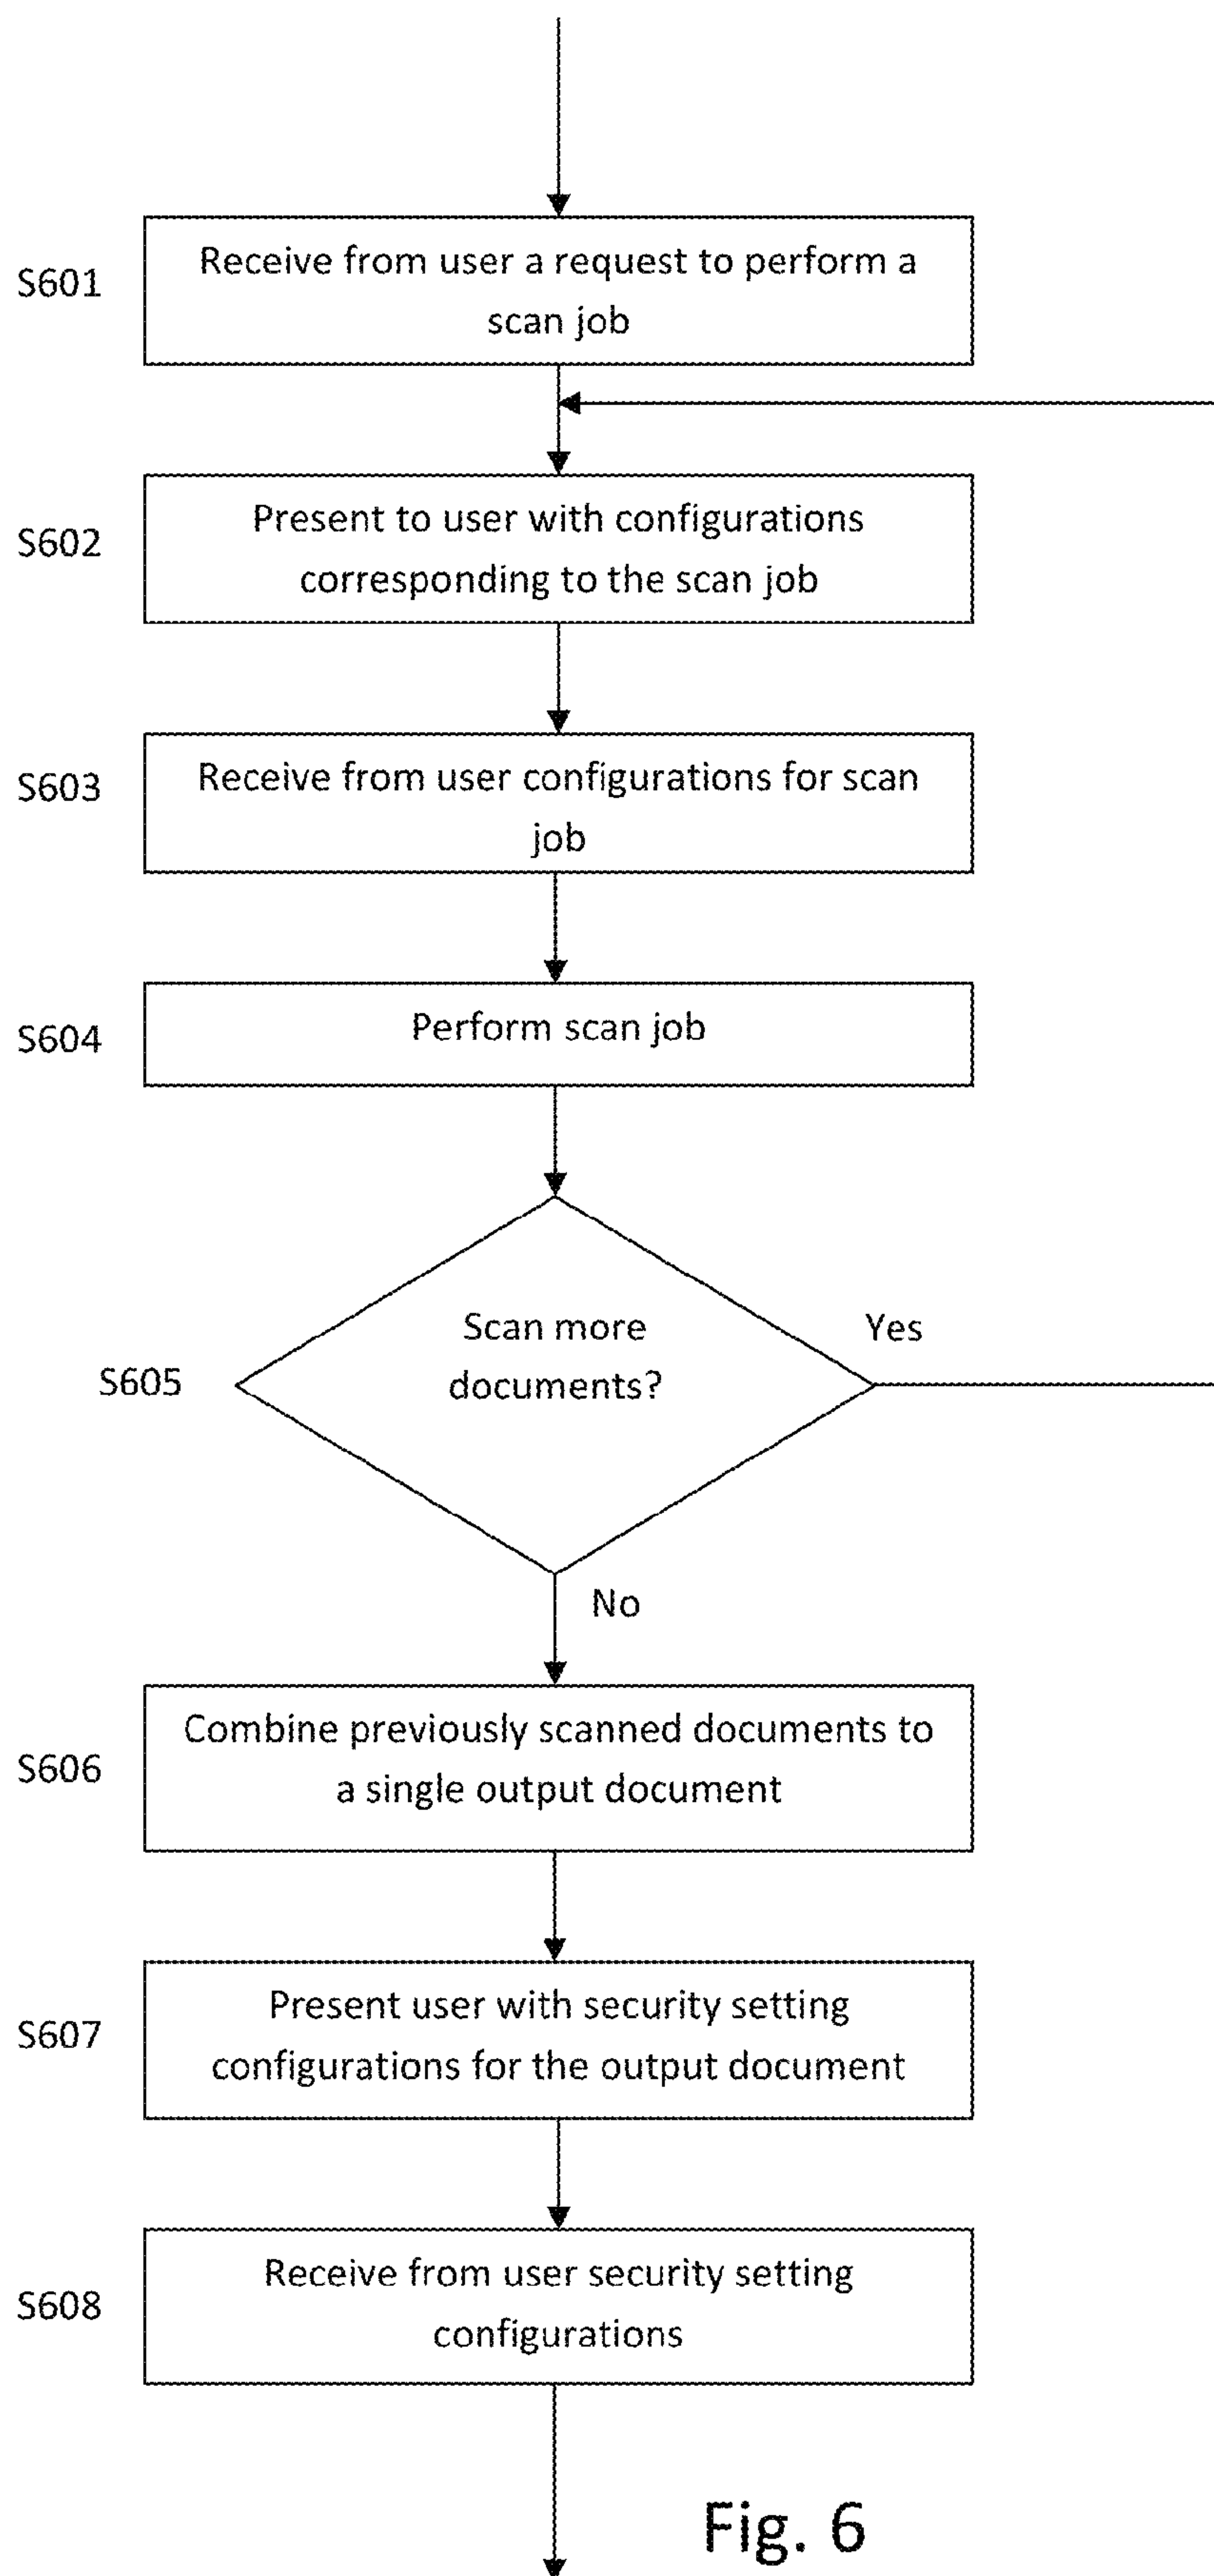 S601
Receive from user a request to perform a
scan job
S602
Present to user with configurations
corresponding to the scan job
S603
Receive from user configurations for scan
job
S604
Perform scan job
S605
Scan more
documents?
Yes
No
S606
Combine previously scanned documents to
a single output document
S607
Present user with security setting
configurations for the output document
S608
Receive from user security setting
configurations
Fig. 6